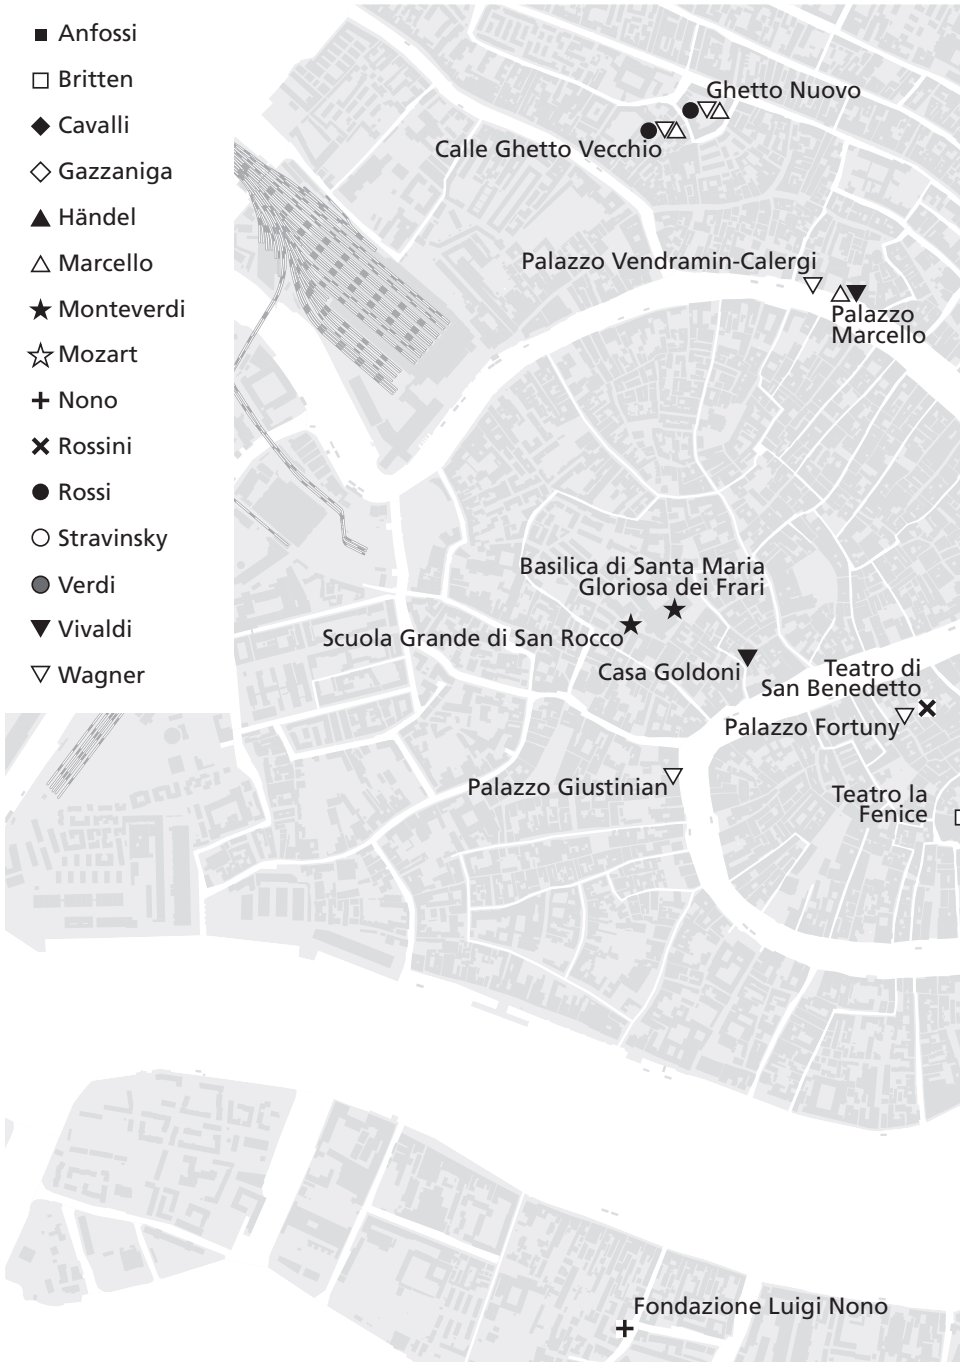 Anfossi
Britten
Cavalli
Gazzaniga
Händel
Marcello
Monteverdi
Mozart
Nono
Rossini
Rossi
Stravinsky
Verdi
Vivaldi
Wagner
Ghetto Nuovo
Calle Ghetto Vecchio
Palazzo Vendramin-Calergi
Palazzo
Marcello
Basilica di Santa Maria
Gloriosa dei Frari
Scuola Grande di San Rocco
Casa Goldoni
Teatro di
San Benedetto
Palazzo Fortuny
Palazzo Giustinian
Teatro la
Fenice
Fondazione Luigi Nono